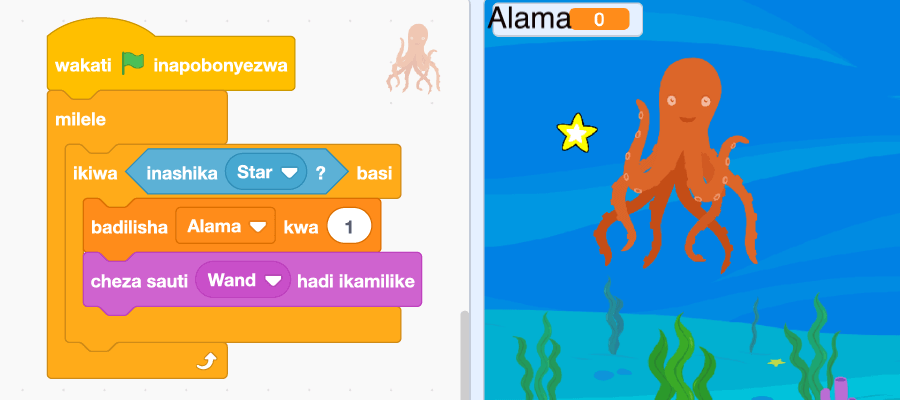 wakati inapobonyezwa
milele
ikiwa inashika Star ? basi
badilisha Alama kwa 1
cheza sauti Wand hadi ikamilike
Alama 0